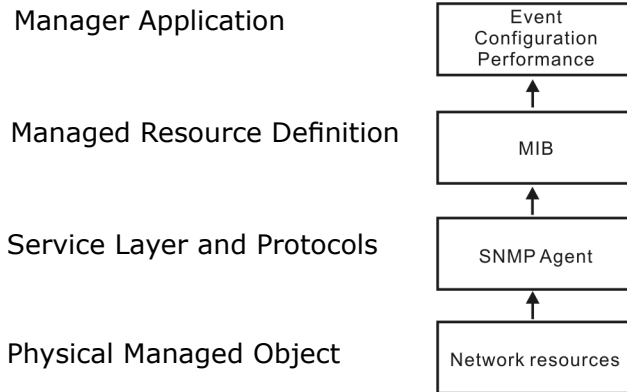 Manager Application
Event
Configuration
Performance
Managed Resource Definition
MIB
Service Layer and Protocols
SNMP Agent
Physical Managed Object
Network resources